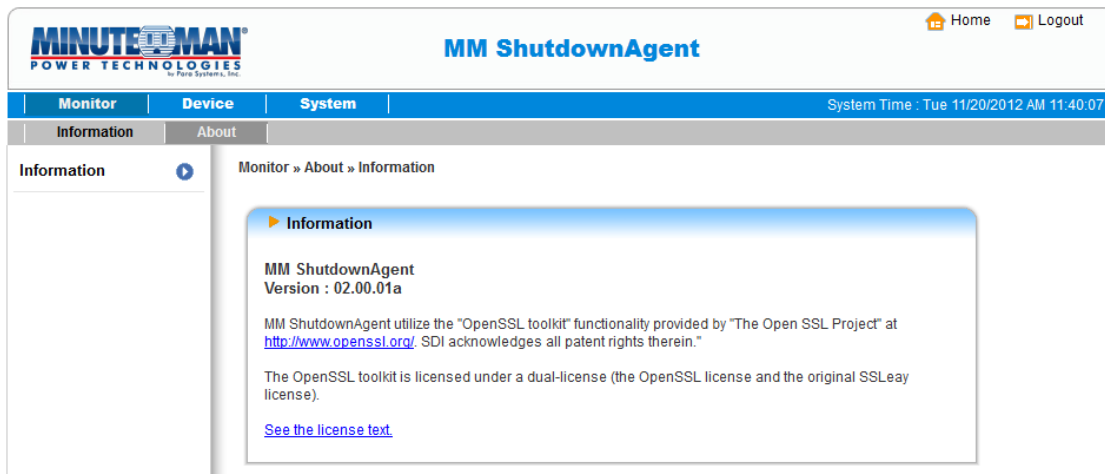 Home Logout
MINUTEMAN®
POWER TECHNOLOGIES
by Para Systems, Inc.
MM ShutdownAgent
Monitor Device System System Time : Tue 11/20/2012 AM 11:40:07
Information About
Information
Monitor » About » Information
Information
MM ShutdownAgent
Version : 02.00.01a
MM ShutdownAgent utilize the "OpenSSL toolkit" functionality provided by "The Open SSL Project" at
http://www.openssl.org/. SDI acknowledges all patent rights therein."
The OpenSSL toolkit is licensed under a dual-license (the OpenSSL license and the original SSLeay
license).
See the license text.